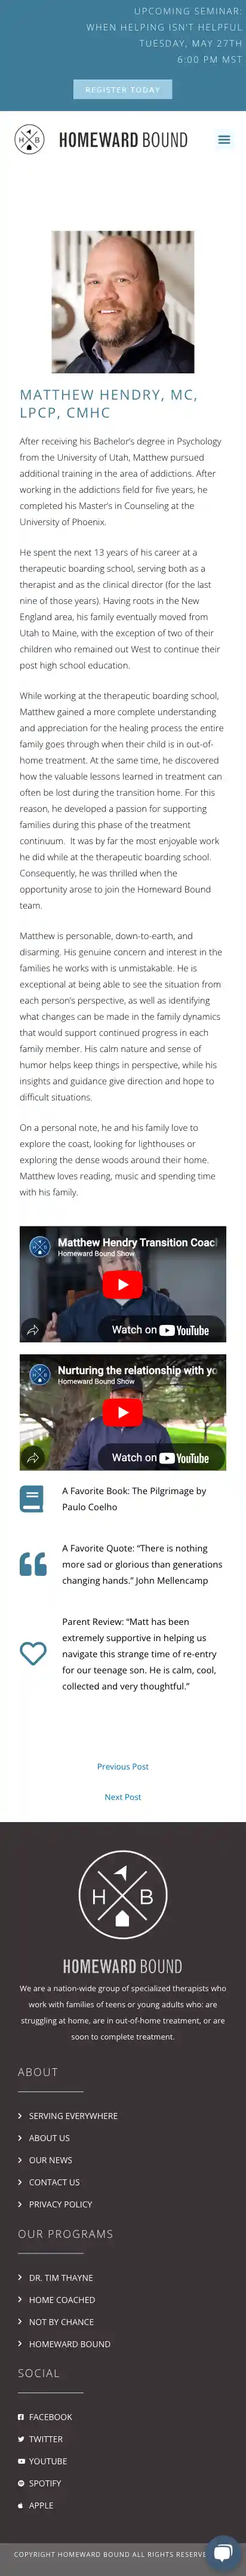 UPCOMING SEMINAR:
WHEN HELPING ISN'T HELPFUL
TUESDAY, MAY 27TH
6:00 PM MST
REGISTER TODAY
H B
HOMEWARD BOUND
MATTHEW HENDRY, MC,
LPCP, CMHC
After receiving his Bachelor's degree in Psychology
from the University of Utah, Matthew pursued
additional training in the area of addictions. After
working in the addictions field for five years, he
completed his Master's in Counseling at the
University of Phoenix.
He spent the next 13 years of his career at a
therapeutic boarding school, serving both as a
therapist and as the clinical director (for the last
nine of those years). Having roots in the New
England area, his family eventually moved from
Utah to Maine, with the exception of two of their
children who remained out West to continue their
post high school education.
While working at the therapeutic boarding school,
Matthew gained a more complete understanding
and appreciation for the healing process the entire
family goes through when their child is in out-of-
home treatment. At the same time, he discovered
how the valuable lessons learned in treatment can
often be lost during the transition home. For this
reason, he developed a passion for supporting
families during this phase of the treatment
continuum. It was by far the most enjoyable work
he did while at the therapeutic boarding school.
Consequently, he was thrilled when the
opportunity arose to join the Homeward Bound
team.
Matthew is personable, down-to-earth, and
disarming. His genuine concern and interest in the
families he works with is unmistakable. He is
exceptional at being able to see the situation from
each person's perspective, as well as identifying
what changes can be made in the family dynamics
that would support continued progress in each
family member. His calm nature and sense of
humor helps keep things in perspective, while his
insights and guidance give direction and hope to
difficult situations.
On a personal note, he and his family love to
explore the coast, looking for lighthouses or
exploring the dense woods around their home.
Matthew loves reading, music and spending time
with his family.
Matthew Hendry Transition Coac
Homeward Bound Show
Watch on YouTube
Nurturing the relationship with yo
Homeward Bound Show
Watch on YouTube
A Favorite Book: The Pilgrimage by
Paulo Coelho
A Favorite Quote: “There is nothing
more sad or glorious than generations
changing hands.” John Mellencamp
Parent Review: “Matt has been
extremely supportive in helping us
navigate this strange time of re-entry
for our teenage son. He is calm, cool,
collected and very thoughtful.”
Previous Post
Next Post
H B
HOMEWARD BOUND
We are a nation-wide group of specialized therapists who
work with families of teens or young adults who: are
struggling at home, are in out-of-home treatment, or are
soon to complete treatment.
ABOUT
SERVING EVERYWHERE
ABOUT US
OUR NEWS
CONTACT US
PRIVACY POLICY
OUR PROGRAMS
DR. TIM THAYNE
HOME COACHED
NOT BY CHANCE
HOMEWARD BOUND
SOCIAL
FACEBOOK
TWITTER
YOUTUBE
SPOTIFY
APPLE
COPYRIGHT HOMEWARD BOUND ALL RIGHTS RESERVE